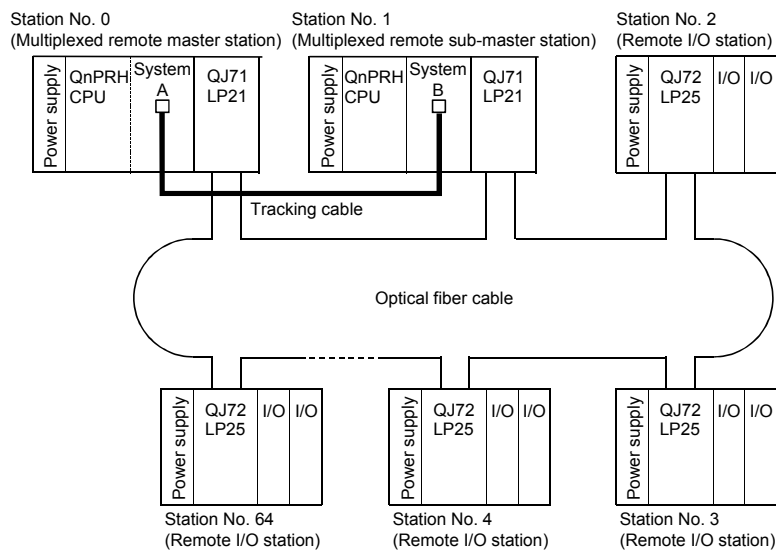 Station No. 0
(Multiplexed remote master station)
Station No. 1
(Multiplexed remote sub-master station)
Station No. 2
(Remote I/O station)
Power supply
QnPRH
CPU
System
A
QJ71
LP21
Power supply
QnPRH
CPU
System
B
QJ71
LP21
Power supply
QJ72
LP25
I/O
I/O
Tracking cable
Optical fiber cable
Power supply
QJ72
LP25
I/O
I/O
Power supply
QJ72
LP25
I/O
I/O
Power supply
QJ72
LP25
I/O
I/O
Station No. 64
(Remote I/O station)
Station No. 4
(Remote I/O station)
Station No. 3
(Remote I/O station)